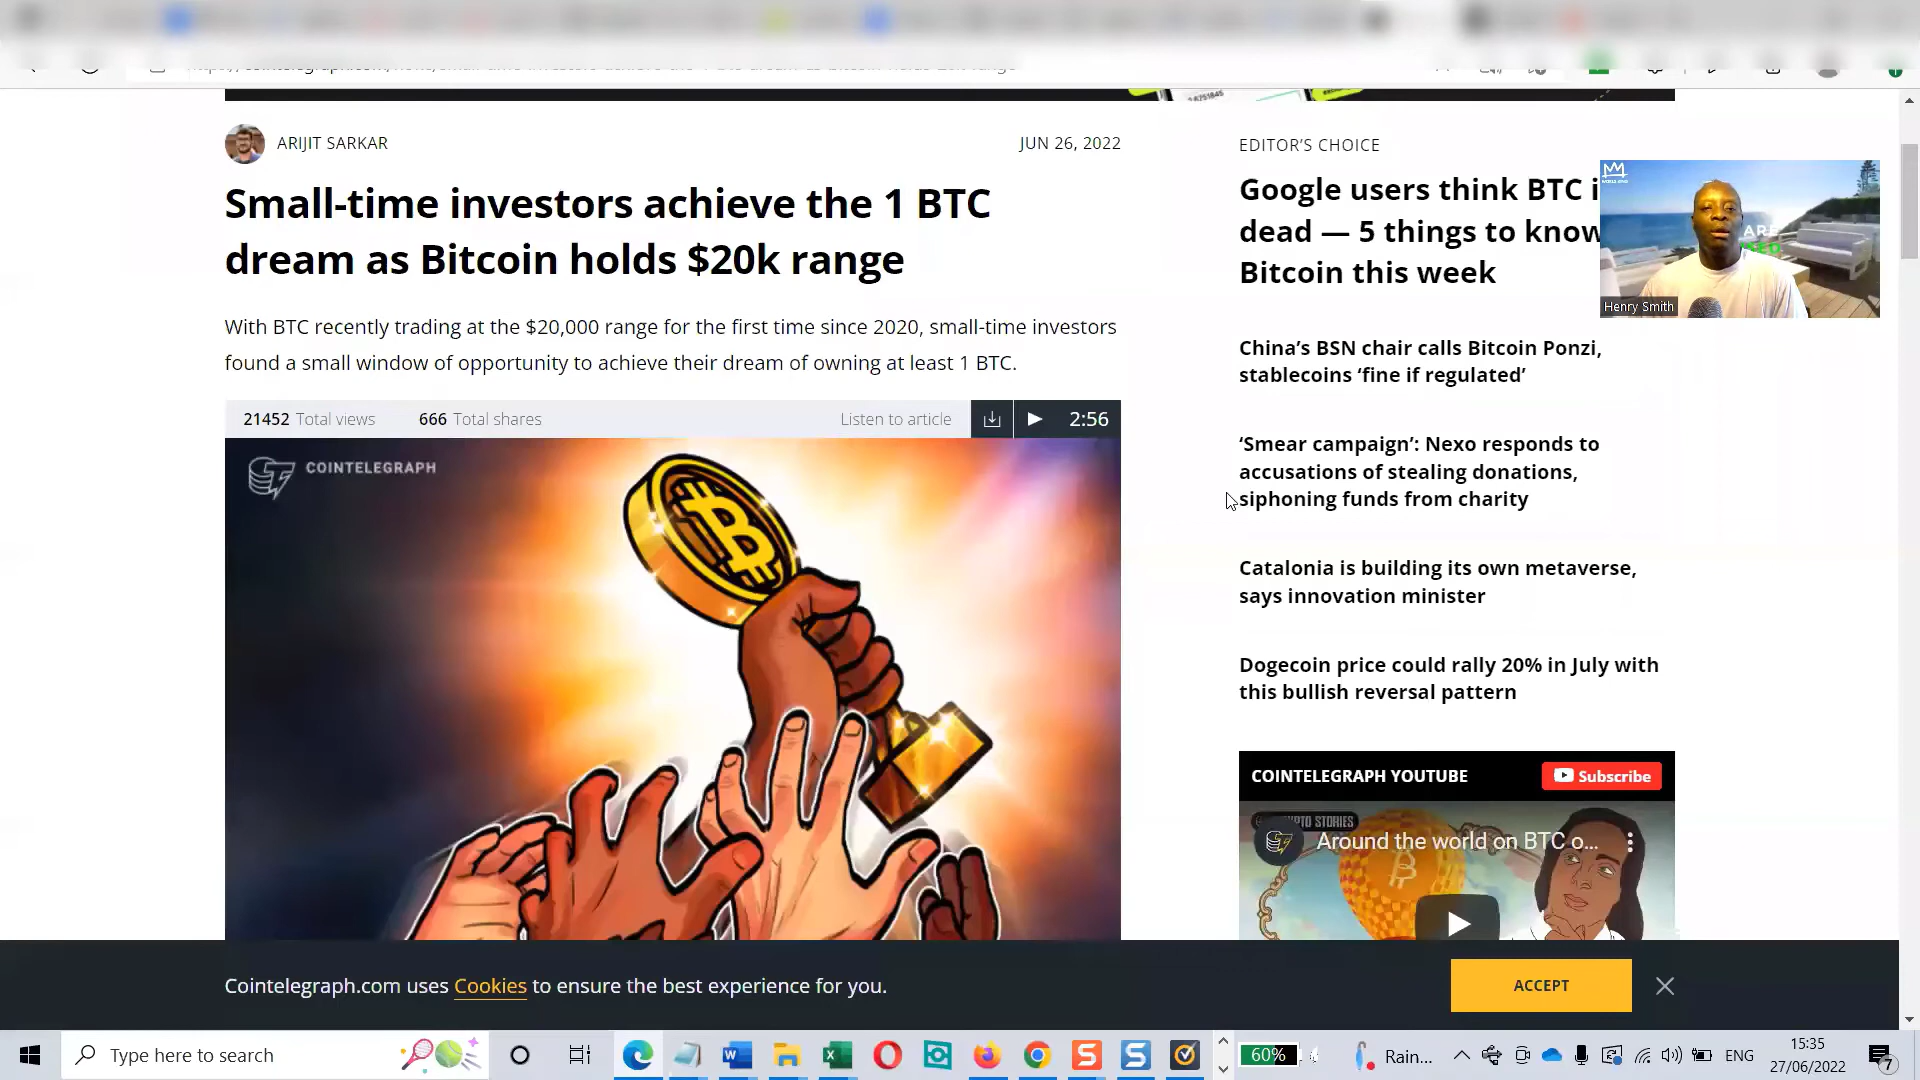 ARIJIT SARKAR
JUN 26, 2022
Small-time investors achieve the 1 BTC
dream as Bitcoin holds $20k range
With BTC recently trading at the $20,000 range for the first time since 2020, small-time investors
found a small window of opportunity to achieve their dream of owning at least 1 BTC.
21452 Total views
666 Total shares
Listen to article
2:56
COINTELEGRAPH
EDITOR'S CHOICE
Google users think BTC i
dead — 5 things to know
Bitcoin this week
ARE
Henry Smith
China's BSN chair calls Bitcoin Ponzi,
stablecoins 'fine if regulated'
'Smear campaign': Nexo responds to
accusations of stealing donations,
siphoning funds from charity
Catalonia is building its own metaverse,
says innovation minister
Dogecoin price could rally 20% in July with
this bullish reversal pattern
COINTELEGRAPH YOUTUBE
Subscribe
STORIES
Around the world on BTC o...
Cointelegraph.com uses Cookies to ensure the best experience for you.
ACCEPT
Type here to search
60%
Rain...
ENG
15:35
27/06/2022
7